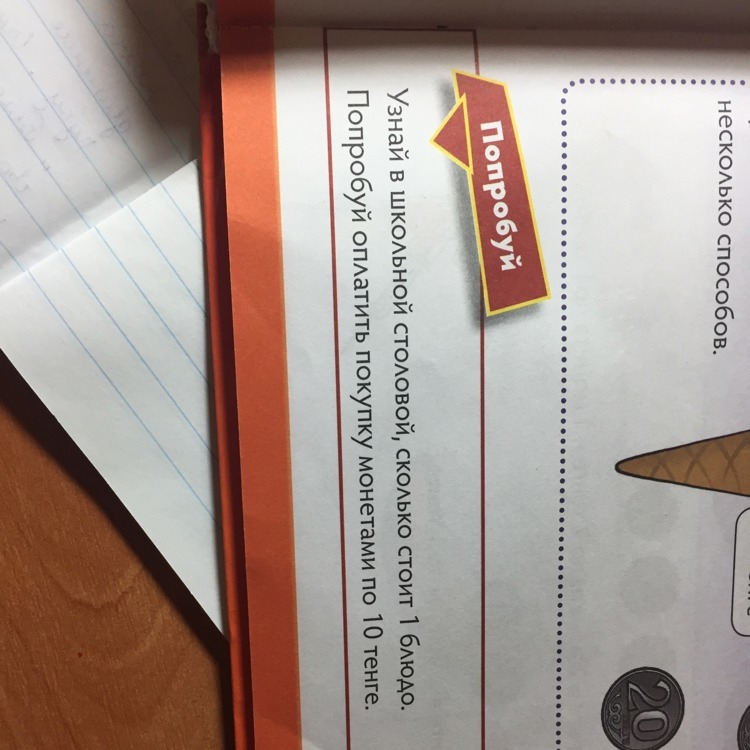 несколько способов.
20
Попробуй
Узнай в школьной столовой, сколько стоит 1 блюдо.
Попробуй оплатить покупку монетами по 10 тенге.